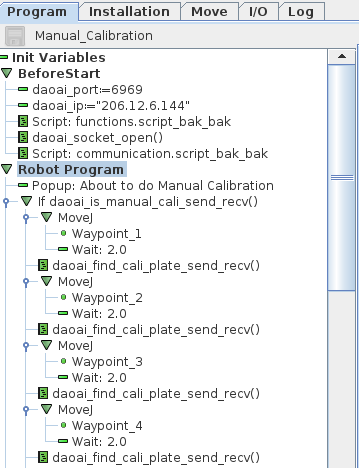 Program Installation Move I/O Log
Manual_Calibration
Init Variables
BeforeStart
daoai_port:=6969
daoai_ip:="206.12.6.144"
Script: functions.script_bak_bak
daoai_socket_open()
Script: communication.script_bak_bak
Robot Program
Popup: About to do Manual Calibration
If daoai_is_manual_cali_send_recv()
MoveJ
Waypoint_1
Wait: 2.0
daoai_find_cali_plate_send_recv()
MoveJ
Waypoint_2
Wait: 2.0
daoai_find_cali_plate_send_recv()
MoveJ
Waypoint_3
Wait: 2.0
daoai_find_cali_plate_send_recv()
MoveJ
Waypoint_4
Wait: 2.0
daoai_find_cali_plate_send_recv()